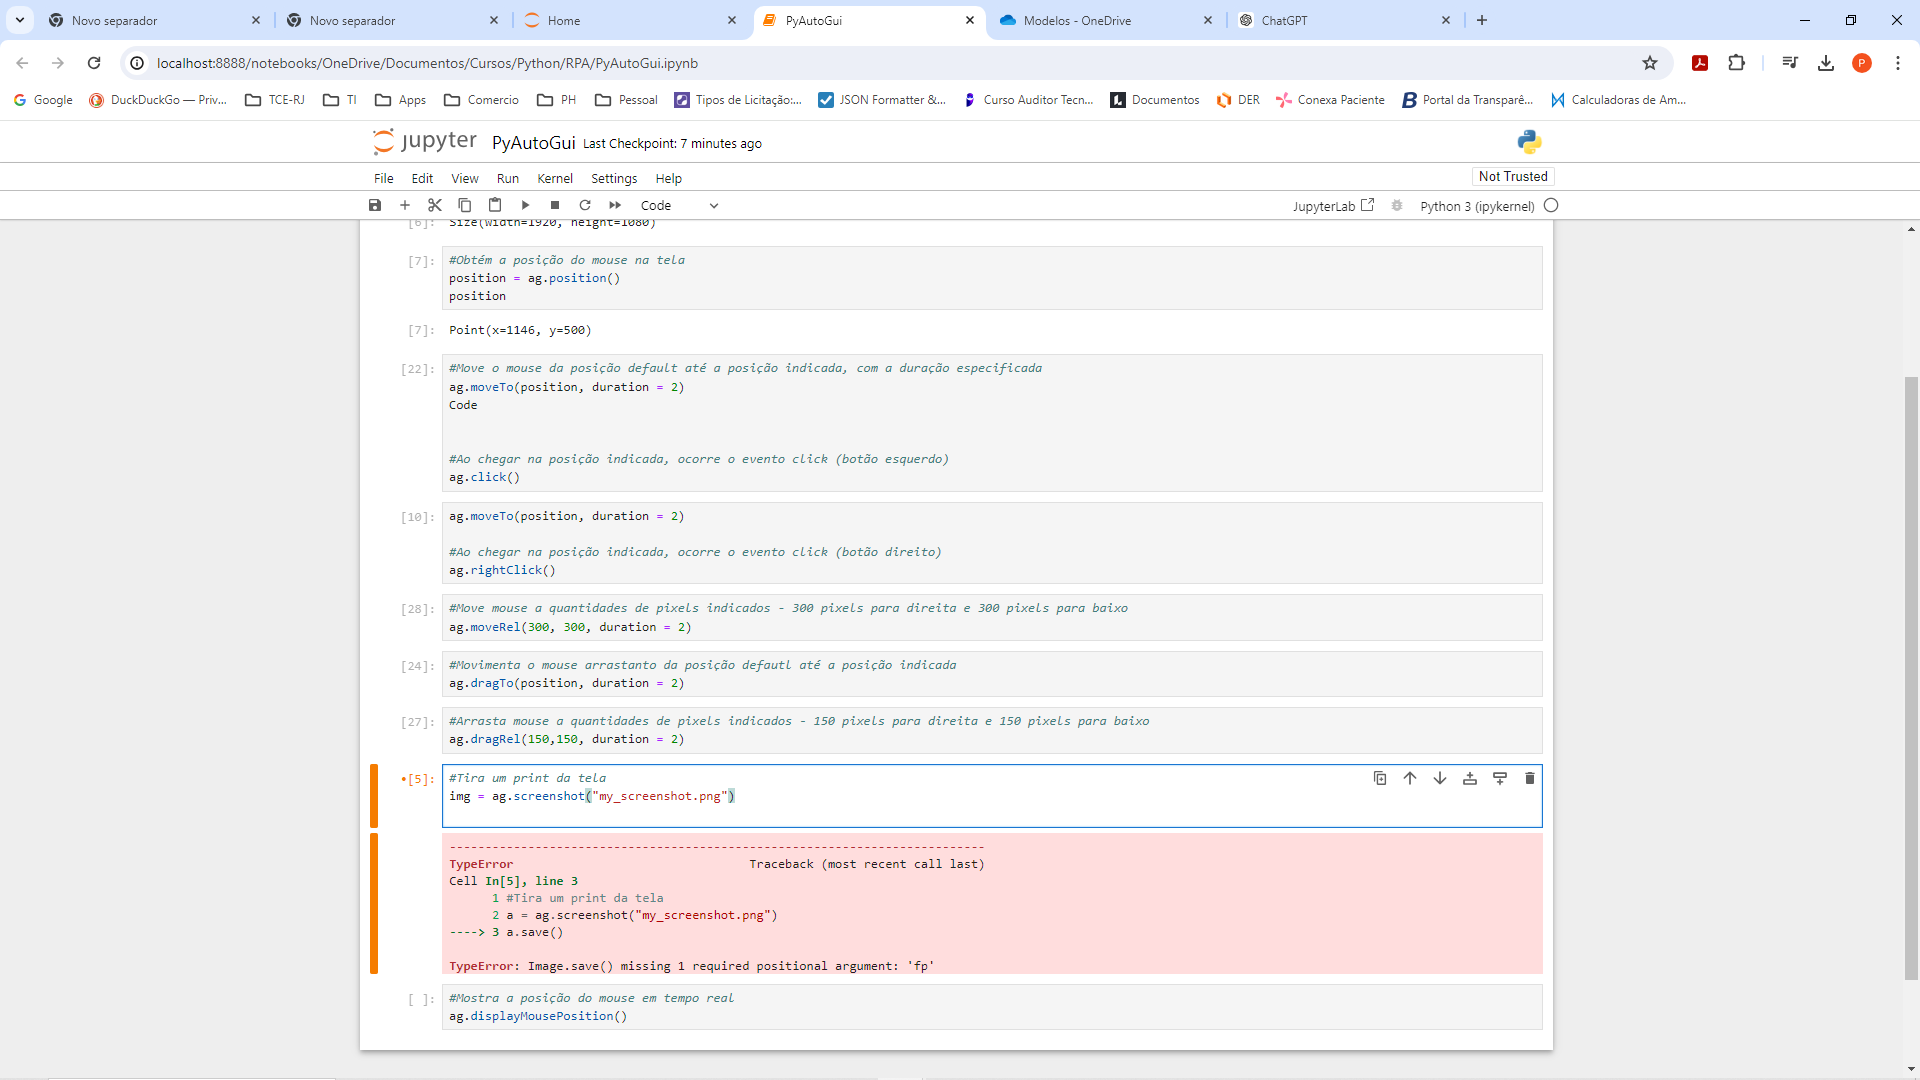 Novo separador
Novo separador
Home
PyAutoGui
Modelos - OneDrive
ChatGPT
localhost:8888/notebooks/OneDrive/Documentos/Cursos/Python/RPA/PyAutoGui.ipynb
P
Google
DuckDuckGo — Priv...
TCE-RJ
TI
Apps
Comercio
PH
Pessoal
Tipos de Licitação:...
JSON Formatter &...
Curso Auditor Tecn...
Documentos
DER
Conexa Paciente
Portal da Transparê...
Calculadoras de Am...
jupyter PyAutoGui Last Checkpoint: 7 minutes ago
File Edit View Run Kernel Settings Help
Not Trusted
Code
JupyterLab
Python 3 (ipykernel)
[6]: Size(width=1920, height=1080)
[7]: #Obtém a posição do mouse na tela
position = ag.position()
position
[7]: Point(x=1146, y=500)
[22]: #Move o mouse da posição default até a posição indicada, com a duração especificada
ag.moveTo(position, duration = 2)
Code
#Ao chegar na posição indicada, ocorre o evento click (botão esquerdo)
ag.click()
[10]: ag.moveTo(position, duration = 2)
#Ao chegar na posição indicada, ocorre o evento click (botão direito)
ag.rightClick()
[28]: #Move mouse a quantidades de pixels indicados - 300 pixels para direita e 300 pixels para baixo
ag.moveRel(300, 300, duration = 2)
[24]: #Movimenta o mouse arrastanto da posição defautl até a posição indicada
ag.dragTo(position, duration = 2)
[27]: #Arrasta mouse a quantidades de pixels indicados - 150 pixels para direita e 150 pixels para baixo
ag.dragRel(150,150, duration = 2)
•[5]: #Tira um print da tela
img = ag.screenshot("my_screenshot.png")
---------------------------------------------------------------------------
TypeError Traceback (most recent call last)
Cell In[5], line 3
1 #Tira um print da tela
2 a = ag.screenshot("my_screenshot.png")
----> 3 a.save()
TypeError: Image.save() missing 1 required positional argument: 'fp'
[ ]: #Mostra a posição do mouse em tempo real
ag.displayMousePosition()